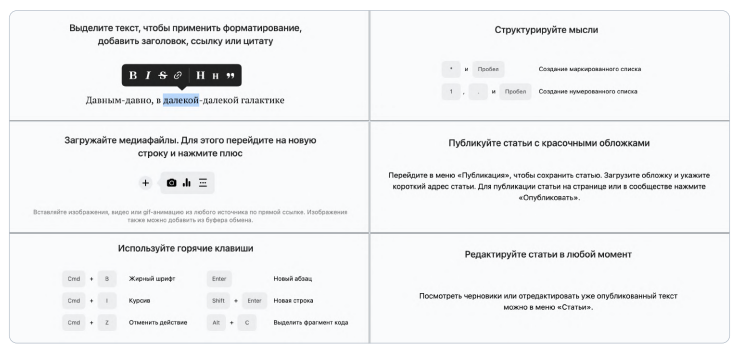 Выделите текст, чтобы применить форматирование,
добавить заголовок, ссылку или цитату
B I S H H
Давным-давно, в далекой-далекой галактике
Структурируйте мысли
* и Пробел Создание маркированного списка
1 , . и Пробел Создание нумерованного списка
Загружайте медиафайлы. Для этого перейдите на новую
строку и нажмите плюс
Вставляйте изображения, видео или gif-анимацию из любого источника по прямой ссылке. Изображения
также можно добавить из буфера обмена.
Публикуйте статьи с красочными обложками
Перейдите в меню «Публикация», чтобы сохранить статью. Загрузите обложку и укажите
короткий адрес статьи. Для публикации статьи на странице или в сообществе нажмите
«Опубликовать».
Используйте горячие клавиши
Cmd + B Жирный шрифт Enter Новый абзац
Cmd + I Курсив Shift + Enter Новая строка
Cmd + Z Отменить действие Alt + C Выделить фрагмент кода
Редактируйте статьи в любой момент
Посмотреть черновики или отредактировать уже опубликованный текст
можно в меню «Статьи».